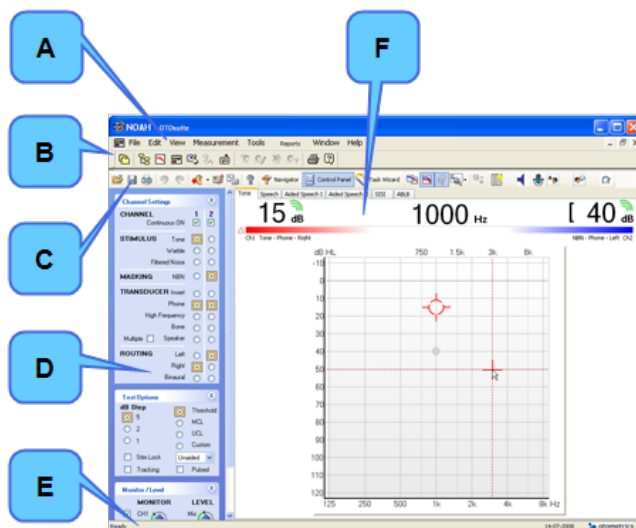 A
F
B
C
D
E
NOAH - OTOsuite
File Edit View Measurement Tools Reports Window Help
Navigator Control Panel Task Wizard
Tone Speech Aided Speech 1 Aided Speech SISI ABLB
15 dB 1000 Hz [ 40 dB
Ch1 Tone - Phone - Right NBN - Phone - Left Ch2
Channel Settings
CHANNEL 1 2
Continuous ON
STIMULUS Tone
Warble
Filtered Noise
MASKING NBN
TRANSDUCER Insert
Phone
High Frequency
Bone
Multiple Speaker
ROUTING Left
Right
Binaural
Test Options
dB Step
5 Threshold
2 MCL
1 UCL
Custom
Stim Lock Unaided
Tracking Pulsed
Monitor / Level
MONITOR LEVEL
CH1 Mic
dB HL 750 1.5k 3k 6k
-10
0
10
20
30
40
50
60
70
80
90
100
110
120
125 250 500 1k 2k 4k 8k Hz
Ready 14-07-2008 otometrics